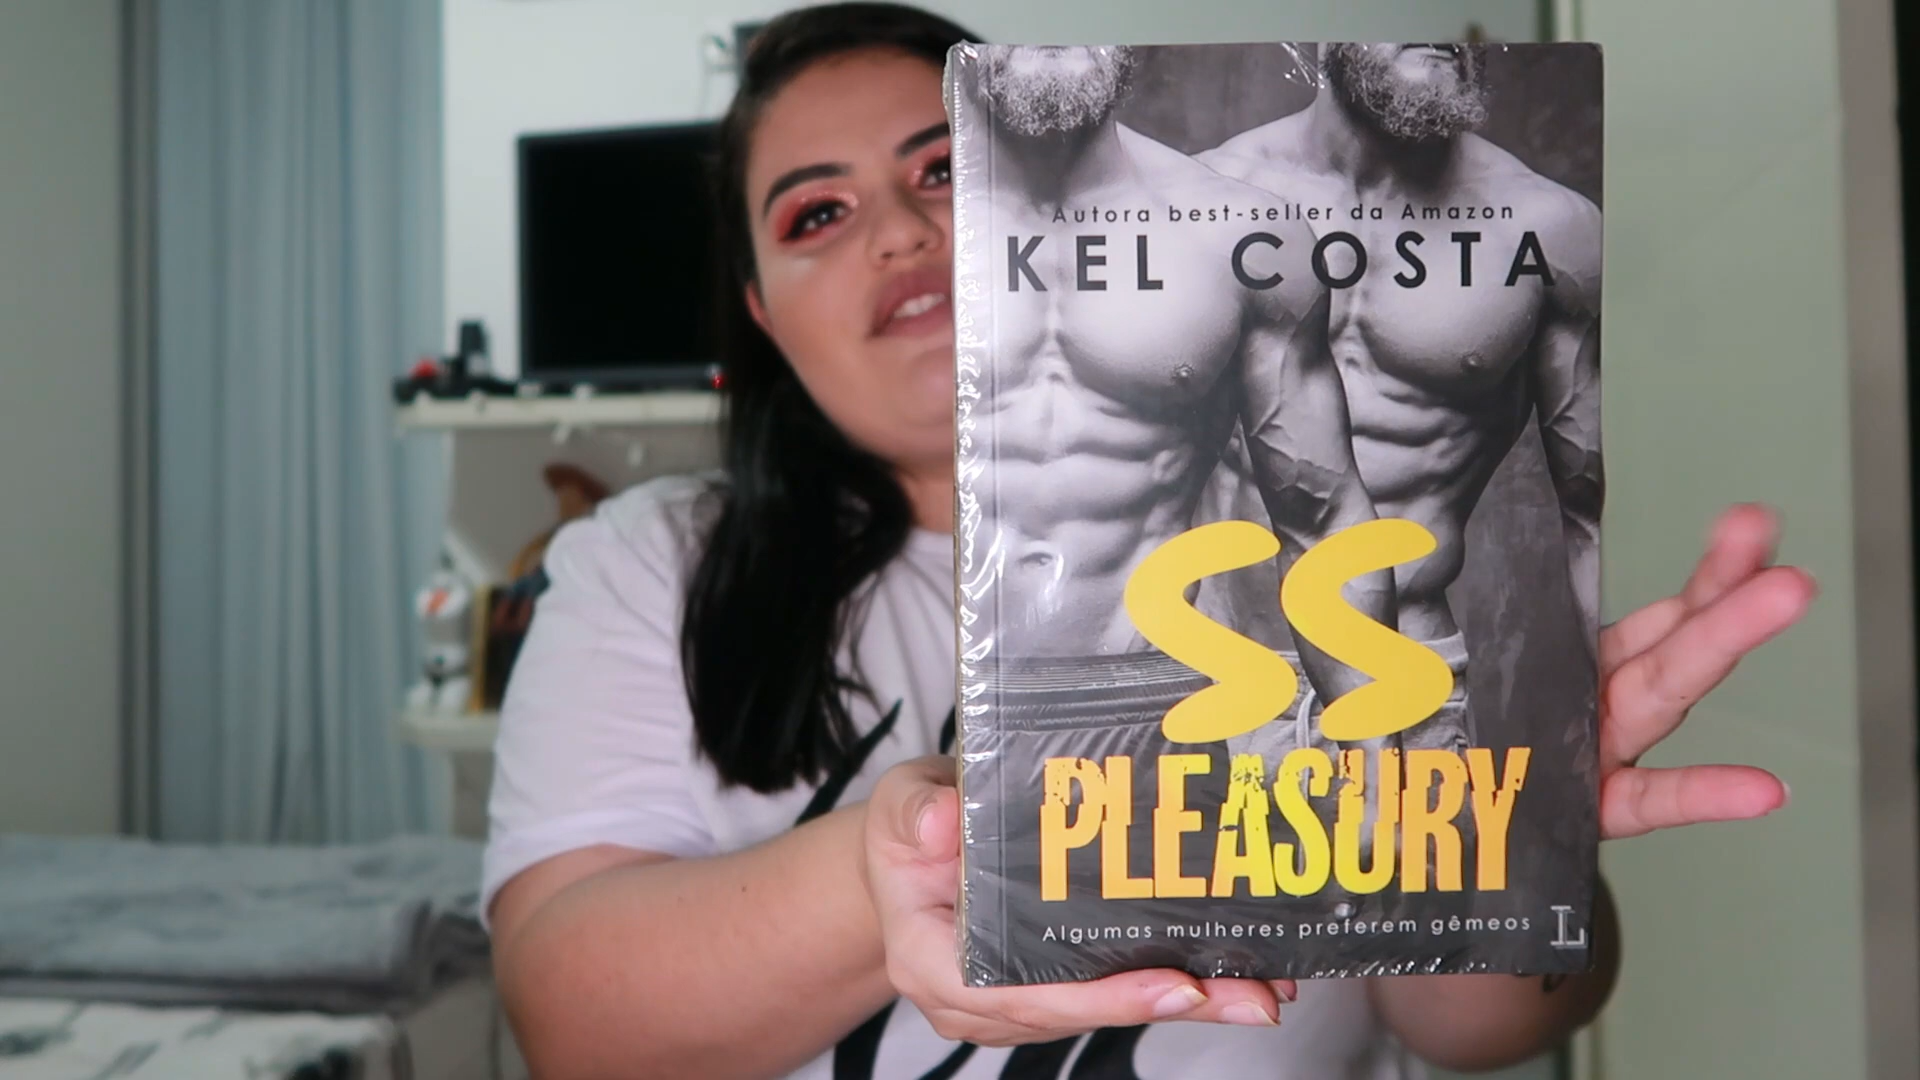 Autora best-seller da Amazon
KEL COSTA
SS
PLEASURY
Algumas mulheres preferem gêmeos
L